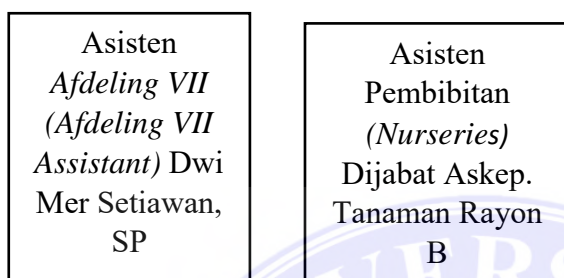 Asisten
Afdeling VII
(Afdeling VII
Assistant) Dwi
Mer Setiawan,
SP
Asisten
Pembibitan
(Nurseries)
Dijabat Askep.
Tanaman Rayon
B